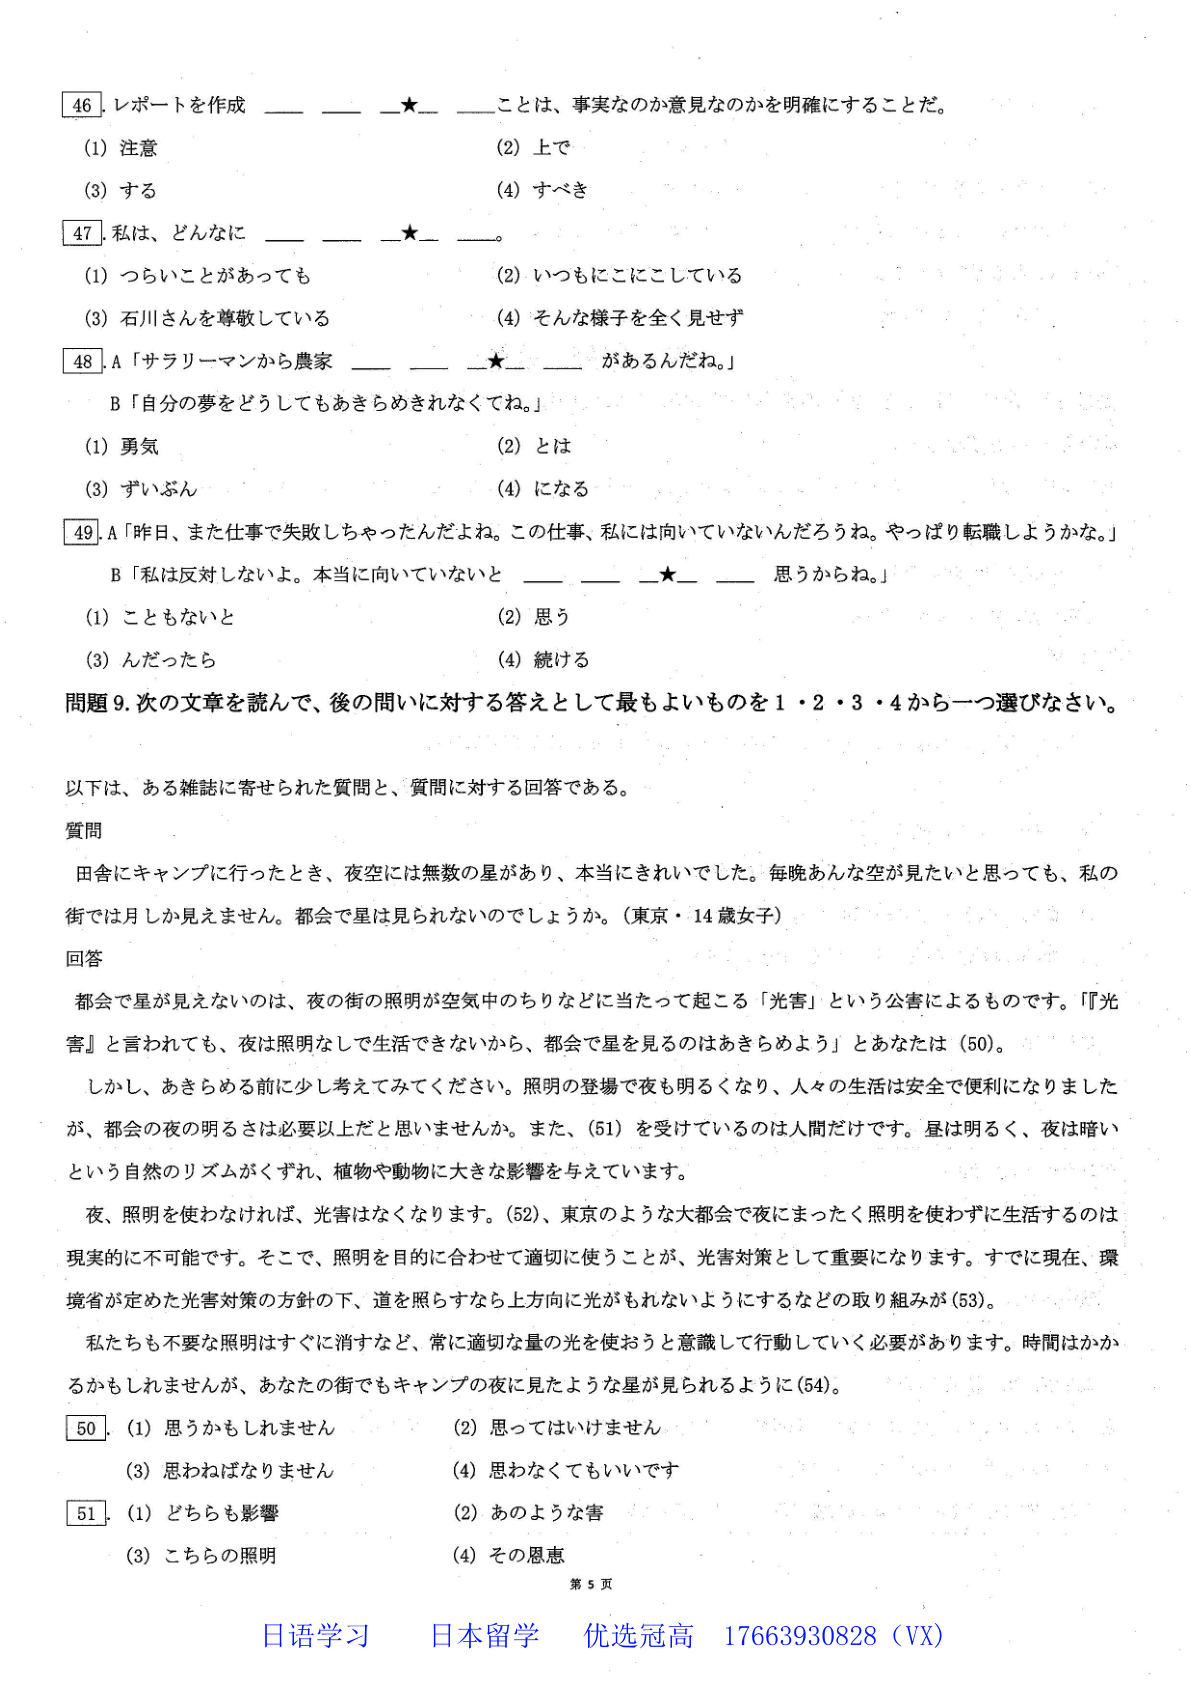 46.レポートを作成 ____ ____ __★__ ____ことは、事実なのか意見なのかを明確にすることだ。
(1) 注意 (2) 上で
(3) する (4) すべき
47.私は、どんなに ____ ____ __★__ ____。
(1) つらいことがあっても (2) いつもにこにこしている
(3) 石川さんを尊敬している (4) そんな様子を全く見せず
48.A「サラリーマンから農家 ____ ____ __★__ ____ があるんだね。」
B「自分の夢をどうしてもあきらめきれなくてね。」
(1) 勇気 (2) とは
(3) ずいぶん (4) になる
49.A「昨日、また仕事で失敗しちゃったんだよね。この仕事、私には向いていないんだろうね。やっぱり転職しようかな。」
B「私は反対しないよ。本当に向いていないと ____ ____ __★__ ____ 思うからね。」
(1) こともないと (2) 思う
(3) んだったら (4) 続ける
問題 9. 次の文章を読んで、後の問いに対する答えとして最もよいものを 1 ・2 ・3 ・4 から一つ選びなさい。
以下は、ある雑誌に寄せられた質問と、質問に対する回答である。
質問
田舎にキャンプに行ったとき、夜空には無数の星があり、本当にきれいでした。毎晩あんな空が見たいと思っても、私の
街では月しか見えません。都会で星は見られないのでしょうか。（東京・ 14 歳女子）
回答
都会で星が見えないのは、夜の街の照明が空気中のちりなどに当たって起こる「光害」という公害によるものです。「『光
害』と言われても、夜は照明なしで生活できないから、都会で星を見るのはあきらめよう」とあなたは (50)。
しかし、あきらめる前に少し考えてみてください。照明の登場で夜も明るくなり、人々の生活は安全で便利になりました
が、都会の夜の明るさは必要以上だと思いませんか。また、(51) を受けているのは人間だけです。昼は明るく、夜は暗い
という自然のリズムがくずれ、植物や動物に大きな影響を与えています。
夜、照明を使わなければ、光害はなくなります。(52)、東京のような大都会で夜にまったく照明を使わずに生活するのは
現実的に不可能です。そこで、照明を目的に合わせて適切に使うことが、光害対策として重要になります。すでに現在、環
境省が定めた光害対策の方針の下、道を照らすなら上方向に光がもれないようにするなどの取り組みが(53)。
私たちも不要な照明はすぐに消すなど、常に適切な量の光を使おうと意識して行動していく必要があります。時間はかか
るかもしれませんが、あなたの街でもキャンプの夜に見たような星が見られるように(54)。
50. (1) 思うかもしれません (2) 思ってはいけません
(3) 思わねばなりません (4) 思わなくてもいいです
51. (1) どちらも影響 (2) あのような害
(3) こちらの照明 (4) その恩恵
第 5 页
日语学习 日本留学 优选冠高 17663930828（VX）